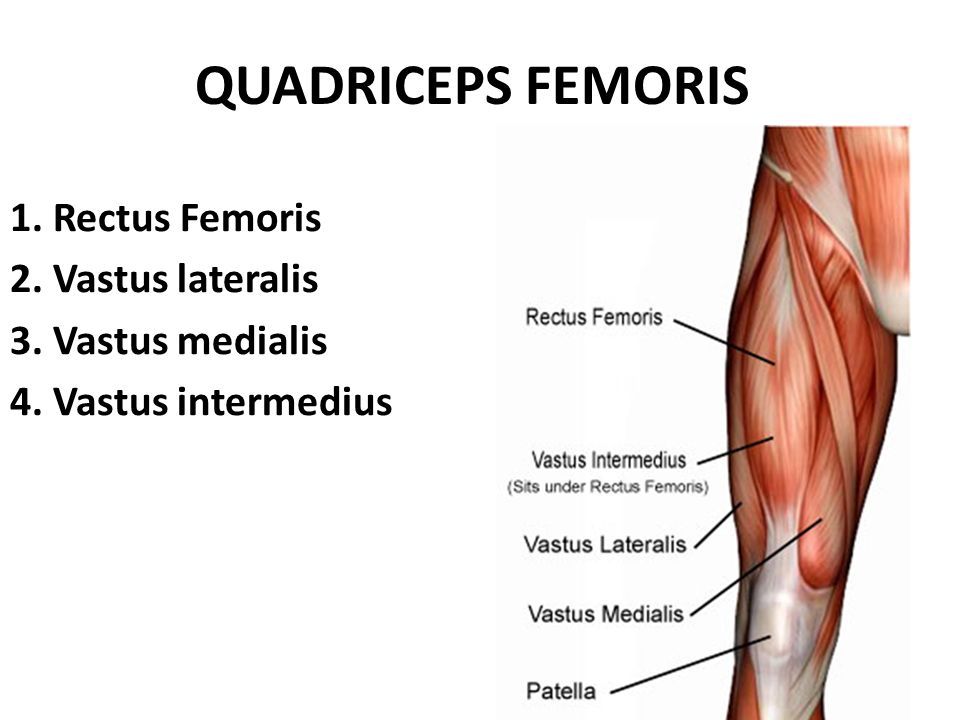 QUADRICEPS FEMORIS
1. Rectus Femoris
2. Vastus lateralis
3. Vastus medialis
4. Vastus intermedius
Rectus Femoris
Vastus Intermedius
(Sits under Rectus Femoris)
Vastus Lateralis
Vastus Medialis
Patella